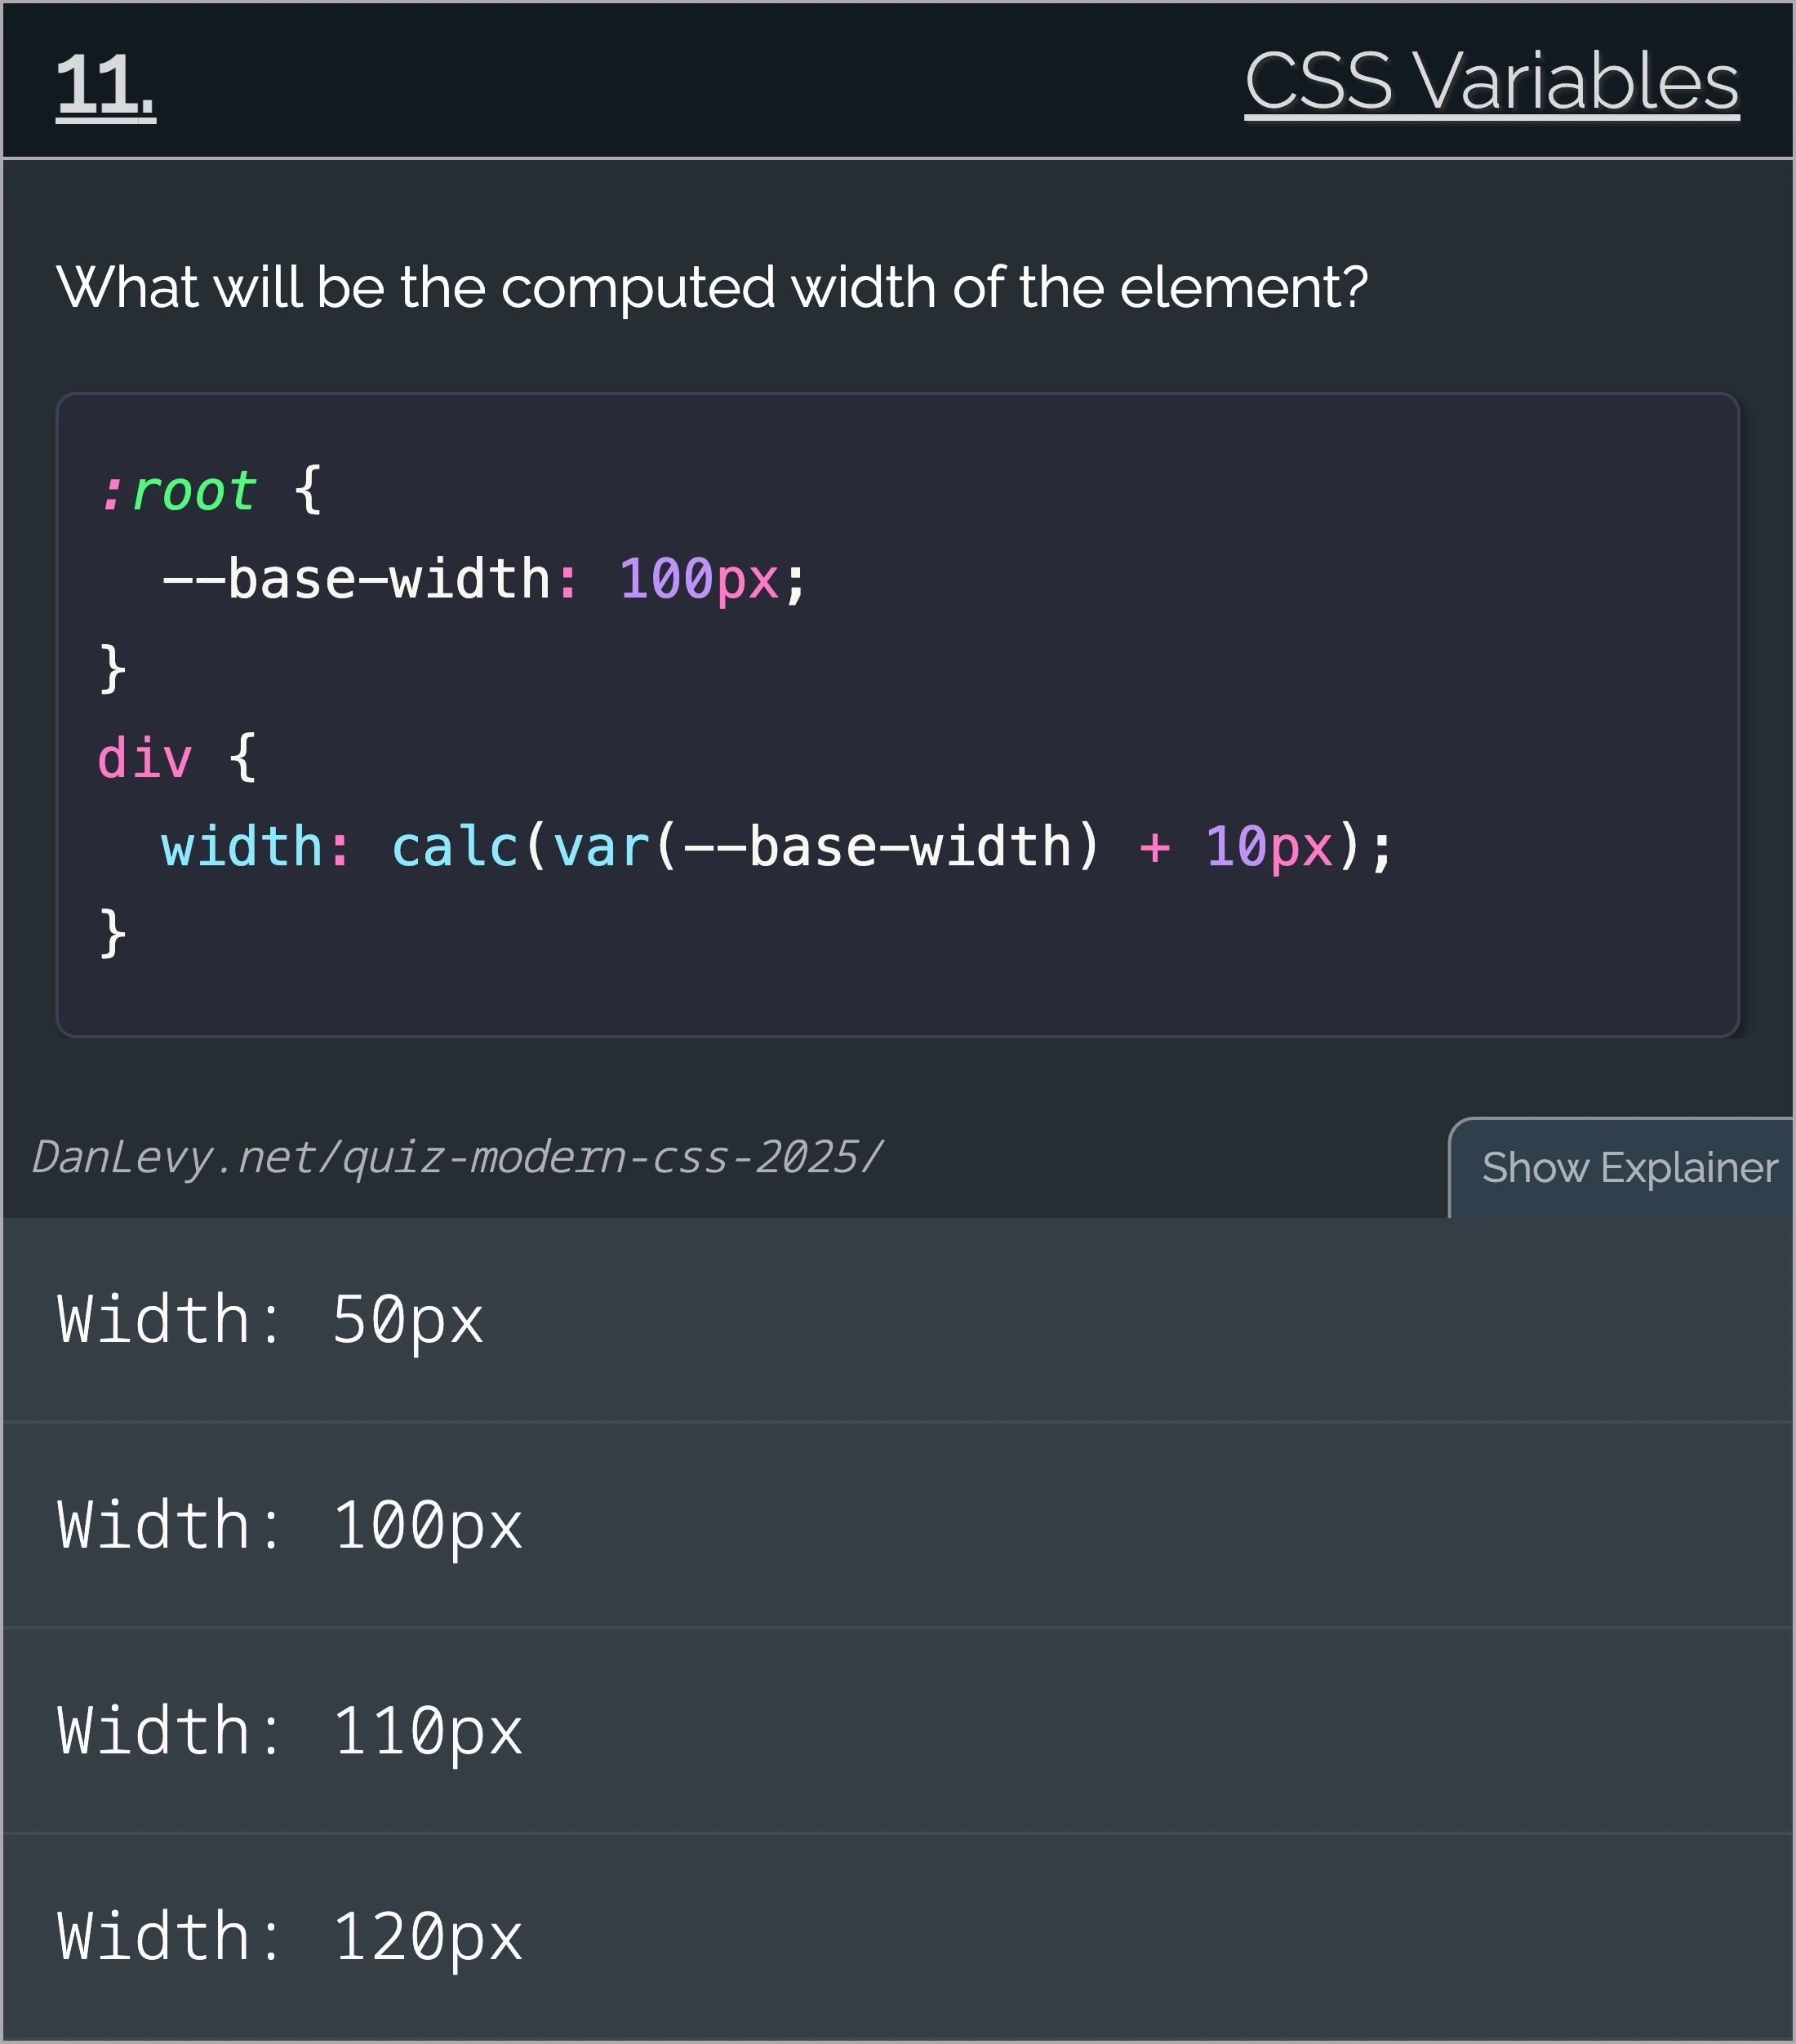 11.
CSS Variables
What will be the computed width of the element?
:root {
  --base-width: 100px;
}
div {
  width: calc(var(--base-width) + 10px);
}
DanLevy.net/quiz-modern-css-2025/
Show Explainer
Width: 50px
Width: 100px
Width: 110px
Width: 120px